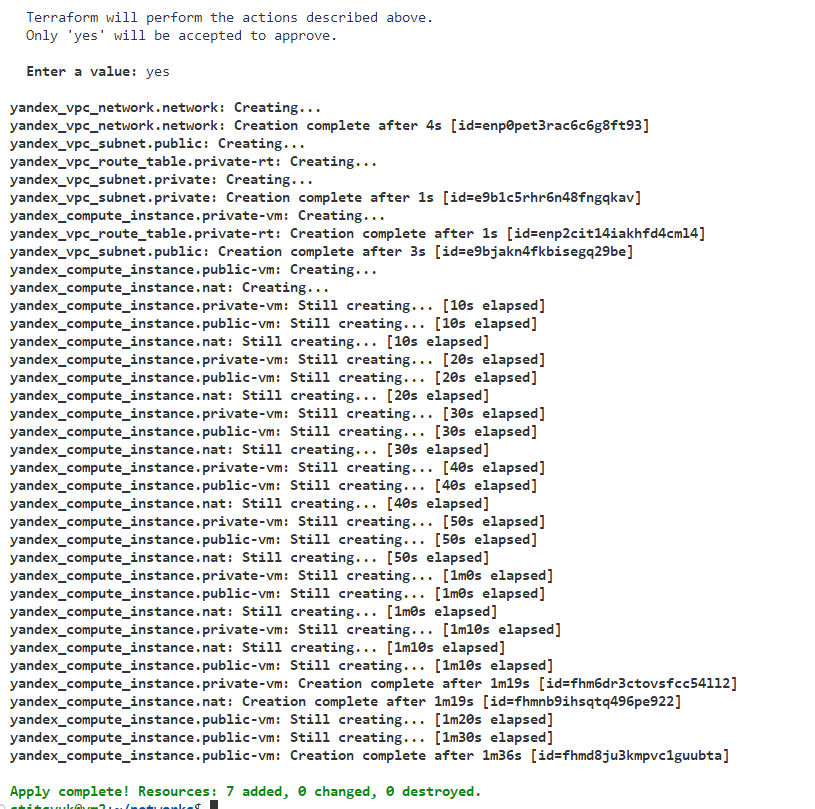 Terraform will perform the actions described above.
Only 'yes' will be accepted to approve.
Enter a value: yes
yandex_vpc_network.network: Creating...
yandex_vpc_network.network: Creation complete after 4s [id=enp0pet3rac6c6g8ft93]
yandex_vpc_subnet.public: Creating...
yandex_vpc_route_table.private-rt: Creating...
yandex_vpc_subnet.private: Creating...
yandex_vpc_subnet.private: Creation complete after 1s [id=e9b1c5rhr6n48fngqkav]
yandex_compute_instance.private-vm: Creating...
yandex_vpc_route_table.private-rt: Creation complete after 1s [id=enp2cit14iakhfd4cml4]
yandex_vpc_subnet.public: Creation complete after 3s [id=e9bjakn4fkbisegq29be]
yandex_compute_instance.public-vm: Creating...
yandex_compute_instance.nat: Creating...
yandex_compute_instance.private-vm: Still creating... [10s elapsed]
yandex_compute_instance.public-vm: Still creating... [10s elapsed]
yandex_compute_instance.nat: Still creating... [10s elapsed]
yandex_compute_instance.private-vm: Still creating... [20s elapsed]
yandex_compute_instance.public-vm: Still creating... [20s elapsed]
yandex_compute_instance.nat: Still creating... [20s elapsed]
yandex_compute_instance.private-vm: Still creating... [30s elapsed]
yandex_compute_instance.public-vm: Still creating... [30s elapsed]
yandex_compute_instance.nat: Still creating... [30s elapsed]
yandex_compute_instance.private-vm: Still creating... [40s elapsed]
yandex_compute_instance.public-vm: Still creating... [40s elapsed]
yandex_compute_instance.nat: Still creating... [40s elapsed]
yandex_compute_instance.private-vm: Still creating... [50s elapsed]
yandex_compute_instance.public-vm: Still creating... [50s elapsed]
yandex_compute_instance.nat: Still creating... [50s elapsed]
yandex_compute_instance.private-vm: Still creating... [1m0s elapsed]
yandex_compute_instance.public-vm: Still creating... [1m0s elapsed]
yandex_compute_instance.nat: Still creating... [1m0s elapsed]
yandex_compute_instance.private-vm: Still creating... [1m10s elapsed]
yandex_compute_instance.nat: Still creating... [1m10s elapsed]
yandex_compute_instance.public-vm: Still creating... [1m10s elapsed]
yandex_compute_instance.private-vm: Creation complete after 1m19s [id=fhm6dr3ctovsfcc54ll2]
yandex_compute_instance.nat: Creation complete after 1m19s [id=fhmnb9ihsqtq496pe922]
yandex_compute_instance.public-vm: Still creating... [1m20s elapsed]
yandex_compute_instance.public-vm: Still creating... [1m30s elapsed]
yandex_compute_instance.public-vm: Creation complete after 1m36s [id=fhmd8ju3kmpvc1guubta]
Apply complete! Resources: 7 added, 0 changed, 0 destroyed.